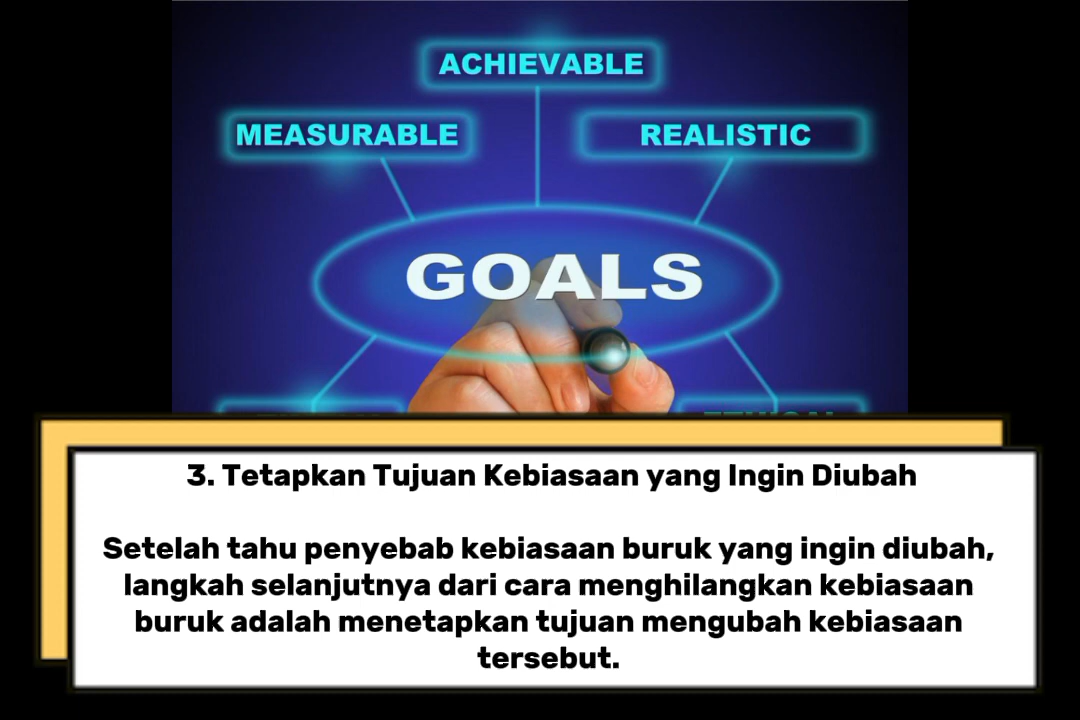 ACHIEVABLE
MEASURABLE
REALISTIC
GOALS
3. Tetapkan Tujuan Kebiasaan yang Ingin Diubah
Setelah tahu penyebab kebiasaan buruk yang ingin diubah,
langkah selanjutnya dari cara menghilangkan kebiasaan
buruk adalah menetapkan tujuan mengubah kebiasaan
tersebut.